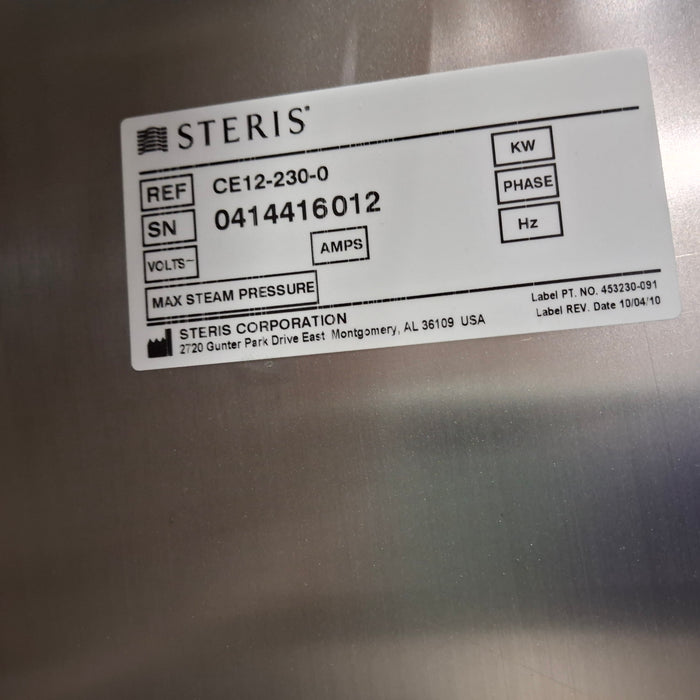 STERIS®
REF CE12-230-0 KW
SN 0414416012 PHASE
VOLTS~ AMPS Hz
MAX STEAM PRESSURE
STERIS CORPORATION Label PT. NO. 453230-091
2720 Gunter Park Drive East Montgomery, AL 36109 USA Label REV. Date 10/04/10